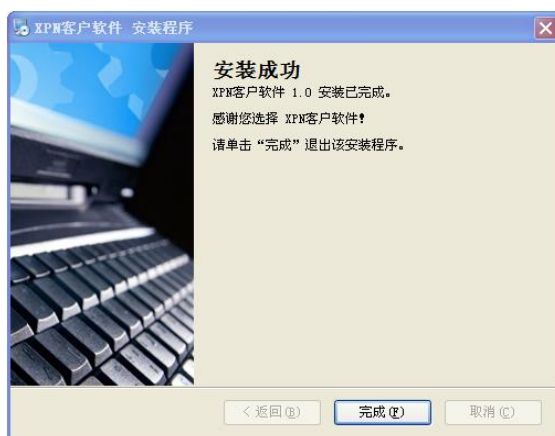 XPN客户软件 安装程序
安装成功
XPN客户软件 1.0 安装已完成。
感谢您选择 XPN客户软件!
请单击“完成”退出该安装程序。
< 返回(B)
完成(F)
取消(C)